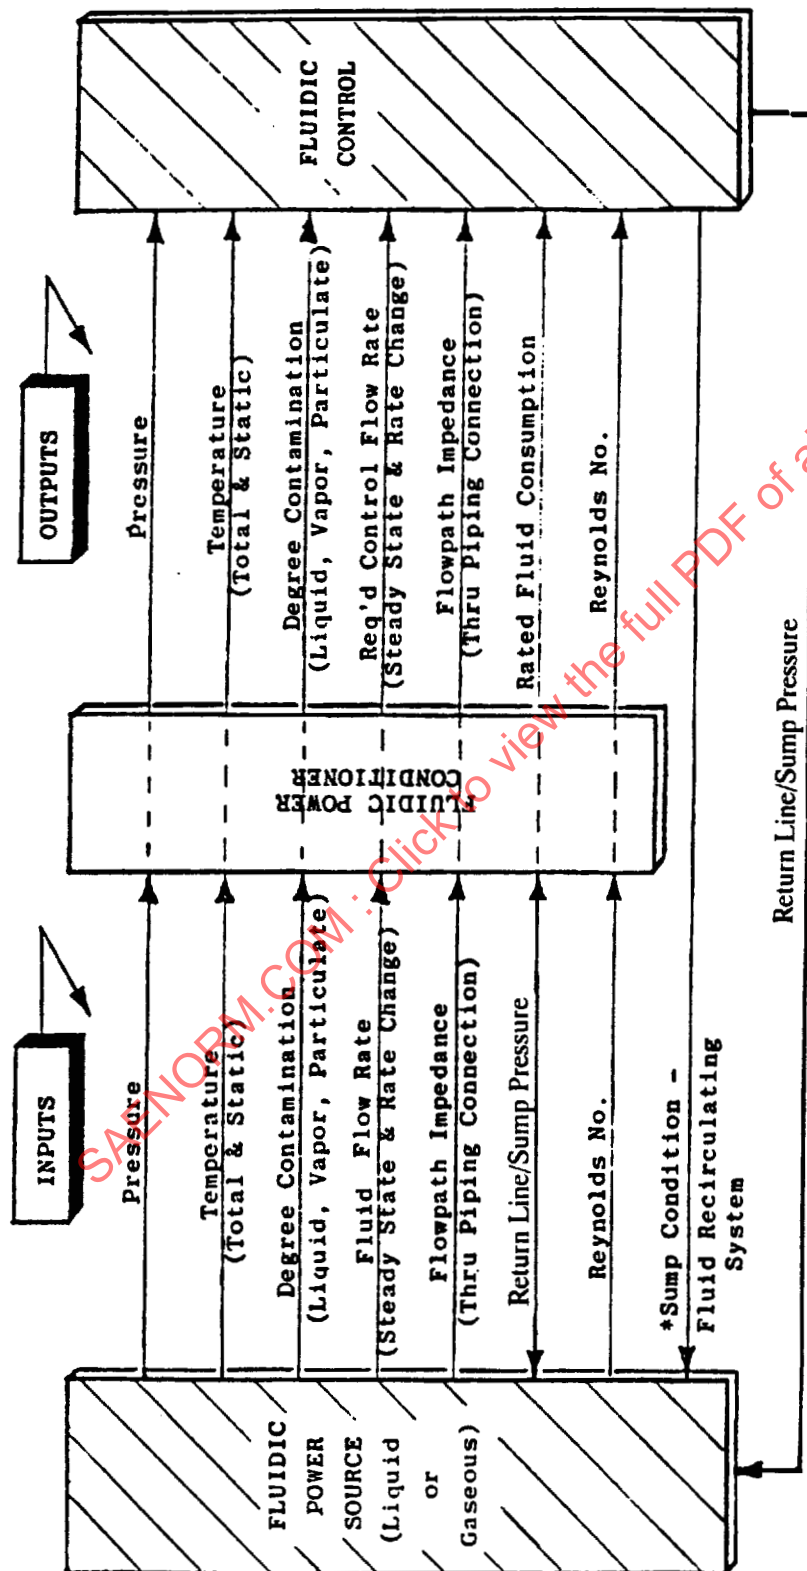 INPUTS
OUTPUTS
FLUIDIC
POWER
SOURCE
(Liquid
or
Gaseous)
Pressure
Temperature
(Total & Static)
Degree Contamination
(Liquid, Vapor, Particulate)
Fluid Flow Rate
(Steady State & Rate Change)
Flowpath Impedance
(Thru Piping Connection)
Return Line/Sump Pressure
Reynolds No.
*Sump Condition -
Fluid Recirculating
System
FLUIDIC POWER
CONDITIONER
Pressure
Temperature
(Total & Static)
Degree Contamination
(Liquid, Vapor, Particulate)
Req'd Control Flow Rate
(Steady State & Rate Change)
Flowpath Impedance
(Thru Piping Connection)
Rated Fluid Consumption
Reynolds No.
FLUIDIC
CONTROL
Return Line/Sump Pressure
SAENORM.COM : Click to view the full PDF of a